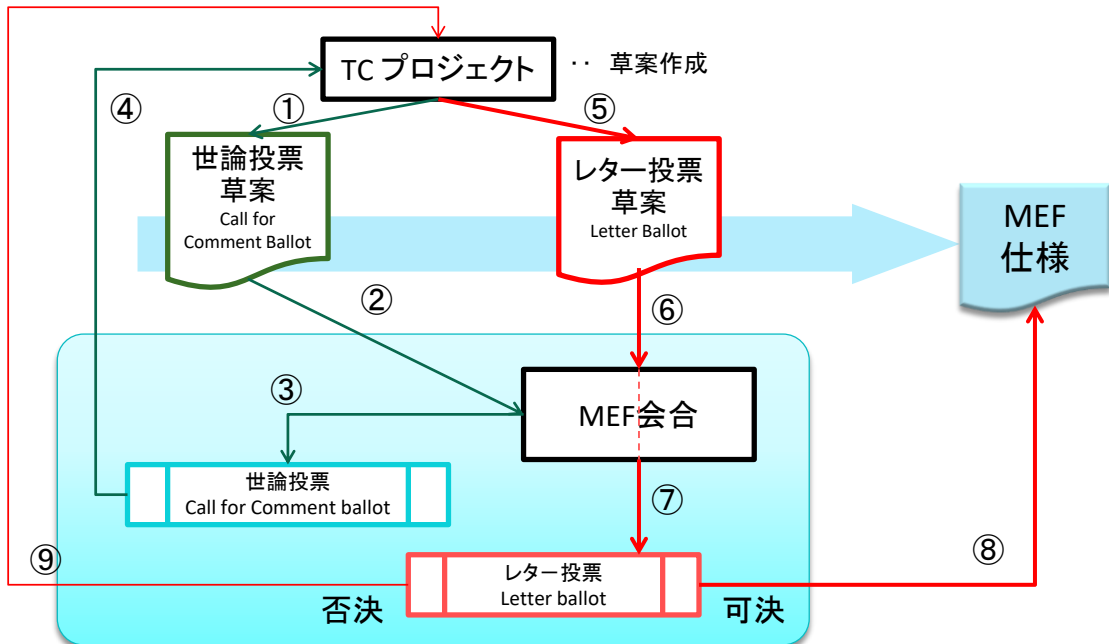 TC プロジェクト
‥ 草案作成
④
①
⑤
世論投票
草案
Call for
Comment Ballot
レター投票
草案
Letter Ballot
MEF
仕様
②
⑥
③
MEF会合
世論投票
Call for Comment ballot
⑦
⑨
⑧
レター投票
Letter ballot
否決
可決